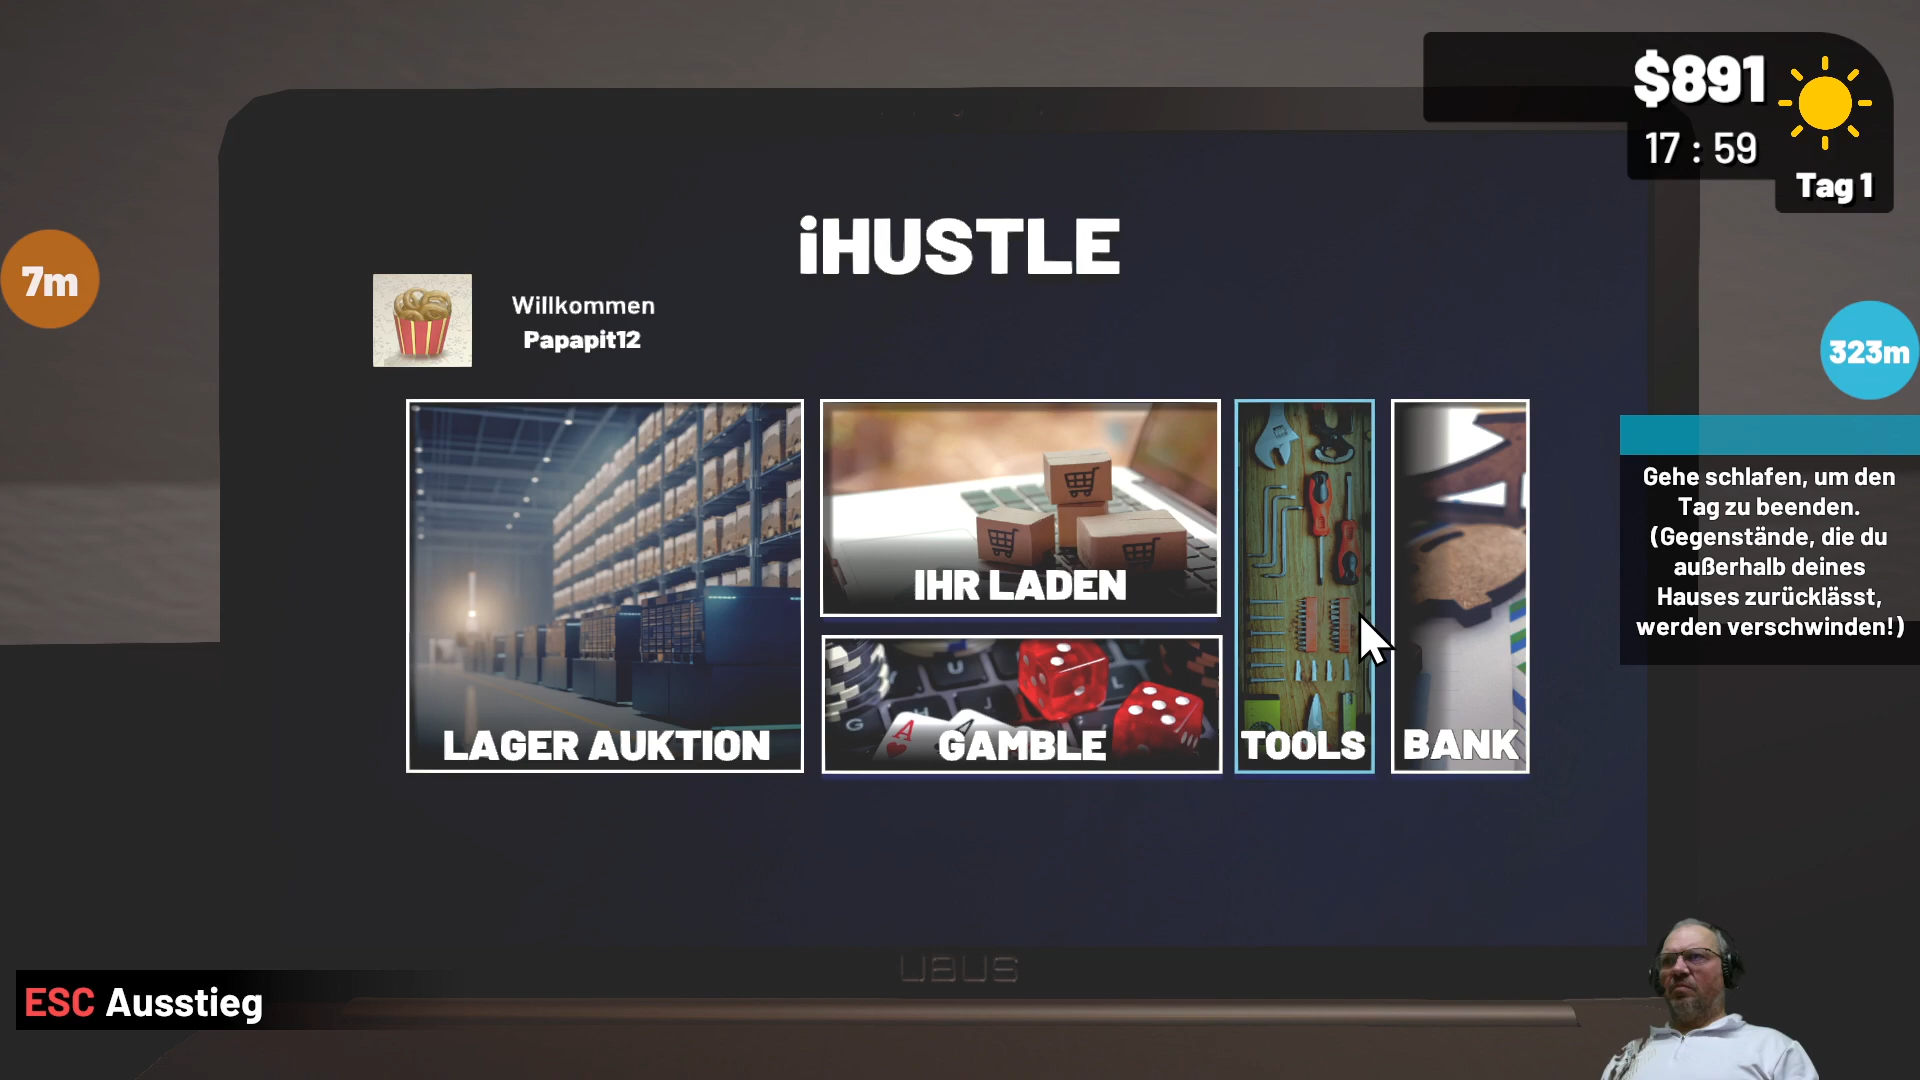 $891
17 : 59
Tag 1
iHUSTLE
7m
Willkommen
Papapit12
323m
Gehe schlafen, um den
Tag zu beenden.
(Gegenstände, die du
außerhalb deines
Hauses zurücklässt,
werden verschwinden!)
IHR LADEN
LAGER AUKTION
GAMBLE
TOOLS
BANK
UBUS
ESC Ausstieg